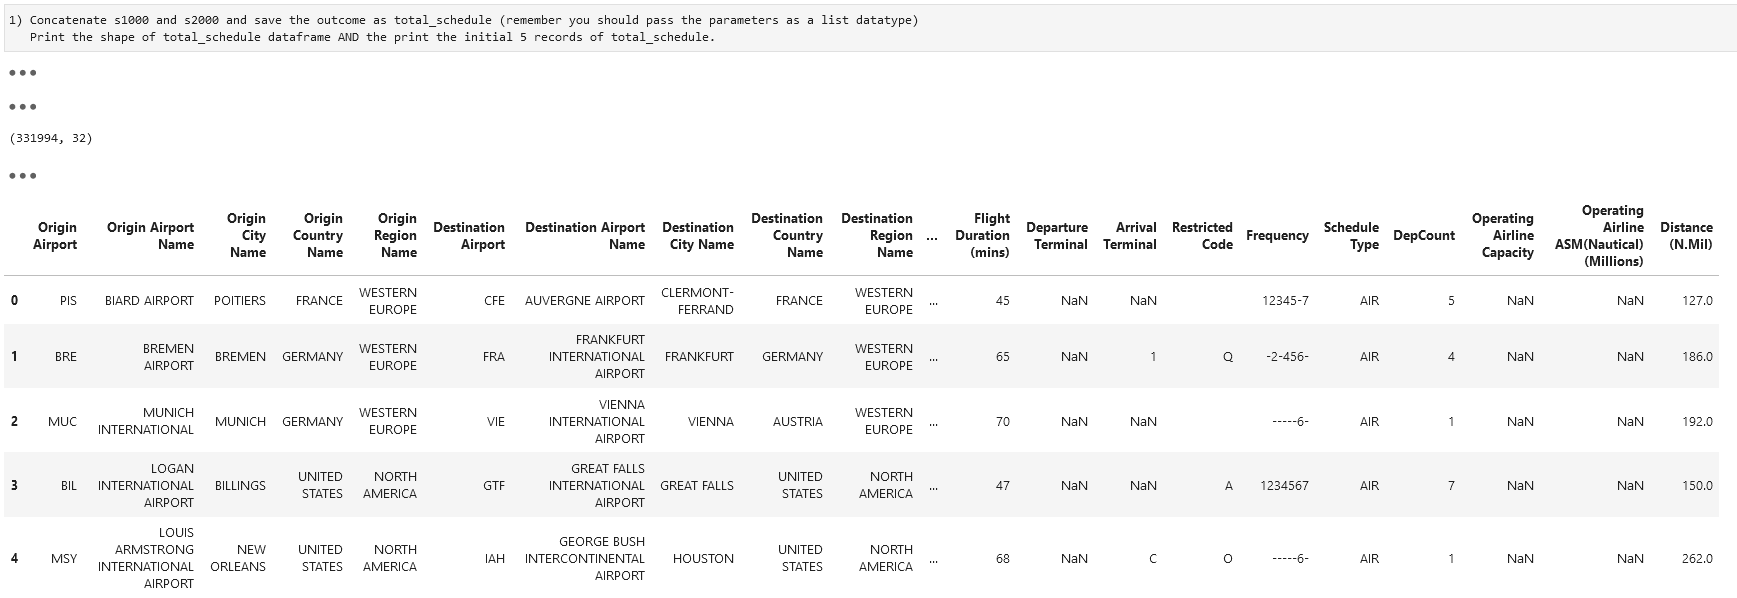 1) Concatenate s1000 and s2000 and save the outcome as total_schedule (remember you should pass the parameters as a list datatype)
Print the shape of total_schedule dataframe AND the print the initial 5 records of total_schedule.
•••
•••
(331994, 32)
•••
Origin Airport | Origin Airport Name | Origin City Name | Origin Country Name | Origin Region Name | Destination Airport | Destination Airport Name | Destination City Name | Destination Country Name | Destination Region Name | ... | Flight Duration (mins) | Departure Terminal | Arrival Terminal | Restricted Code | Frequency | Schedule Type | DepCount | Operating Airline Capacity | Operating Airline ASM(Nautical) (Millions) | Distance (N.Mil)
0 | PIS | BIARD AIRPORT | POITIERS | FRANCE | WESTERN EUROPE | CFE | AUVERGNE AIRPORT | CLERMONT-FERRAND | FRANCE | WESTERN EUROPE | ... | 45 | NaN | NaN | | 12345-7 | AIR | 5 | NaN | NaN | 127.0
1 | BRE | BREMEN AIRPORT | BREMEN | GERMANY | WESTERN EUROPE | FRA | FRANKFURT INTERNATIONAL AIRPORT | FRANKFURT | GERMANY | WESTERN EUROPE | ... | 65 | NaN | 1 | Q | -2-456- | AIR | 4 | NaN | NaN | 186.0
2 | MUC | MUNICH INTERNATIONAL | MUNICH | GERMANY | WESTERN EUROPE | VIE | VIENNA INTERNATIONAL AIRPORT | VIENNA | AUSTRIA | WESTERN EUROPE | ... | 70 | NaN | NaN | | -----6- | AIR | 1 | NaN | NaN | 192.0
3 | BIL | LOGAN INTERNATIONAL AIRPORT | BILLINGS | UNITED STATES | NORTH AMERICA | GTF | GREAT FALLS INTERNATIONAL AIRPORT | GREAT FALLS | UNITED STATES | NORTH AMERICA | ... | 47 | NaN | NaN | A | 1234567 | AIR | 7 | NaN | NaN | 150.0
4 | MSY | LOUIS ARMSTRONG INTERNATIONAL AIRPORT | NEW ORLEANS | UNITED STATES | NORTH AMERICA | IAH | GEORGE BUSH INTERCONTINENTAL AIRPORT | HOUSTON | UNITED STATES | NORTH AMERICA | ... | 68 | NaN | C | O | -----6- | AIR | 1 | NaN | NaN | 262.0